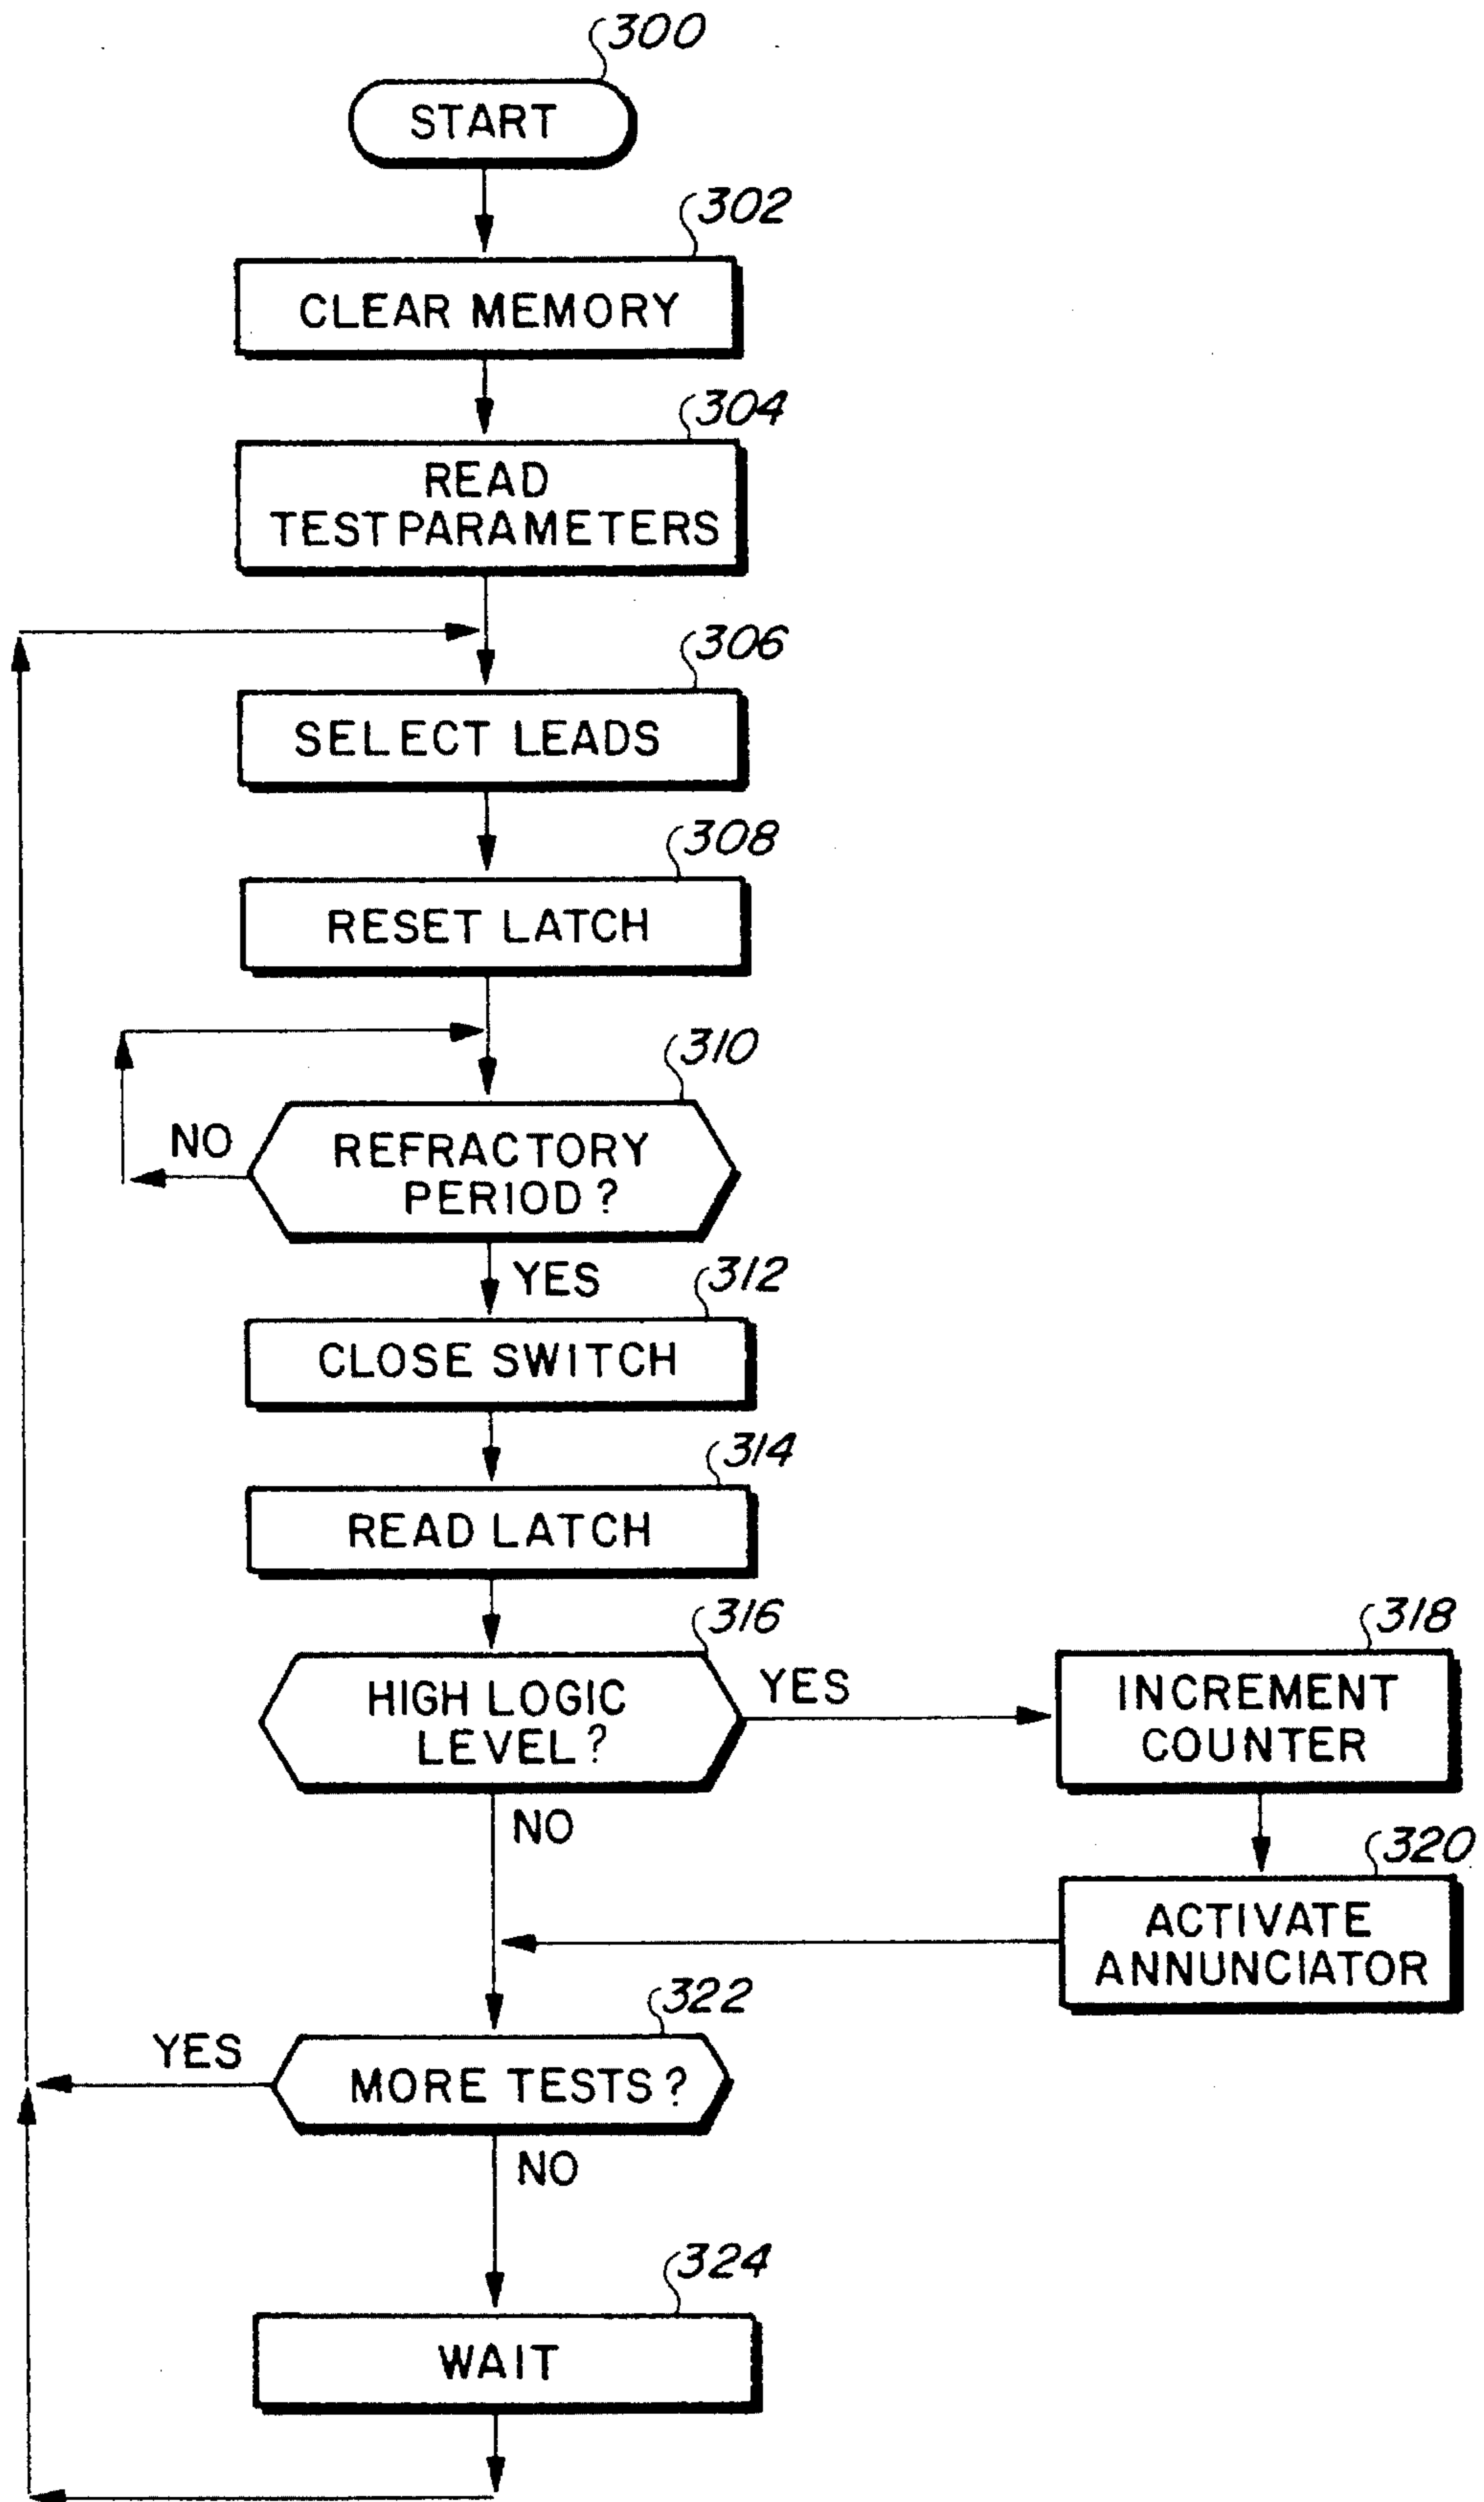 300
START
302
CLEAR MEMORY
304
READ
TEST PARAMETERS
306
SELECT LEADS
308
RESET LATCH
310
NO
REFRACTORY
PERIOD?
YES
312
CLOSE SWITCH
314
READ LATCH
316
HIGH LOGIC
LEVEL?
YES
318
INCREMENT
COUNTER
NO
320
ACTIVATE
ANNUNCIATOR
322
YES
MORE TESTS?
NO
324
WAIT